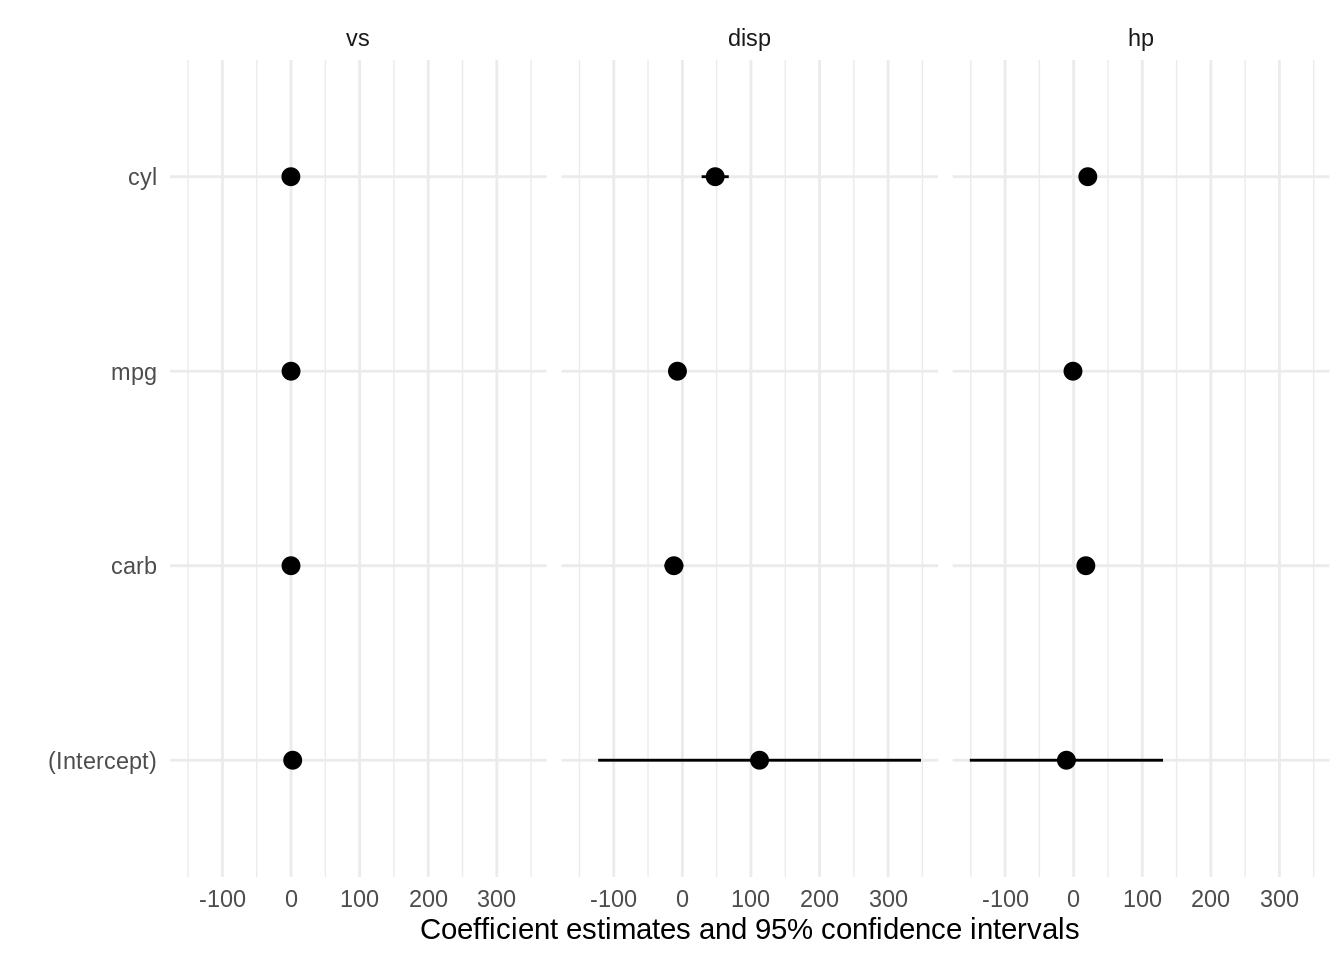 vs disp hp
cyl
mpg
carb
(Intercept)
-100 0 100 200 300 -100 0 100 200 300 -100 0 100 200 300
Coefficient estimates and 95% confidence intervals